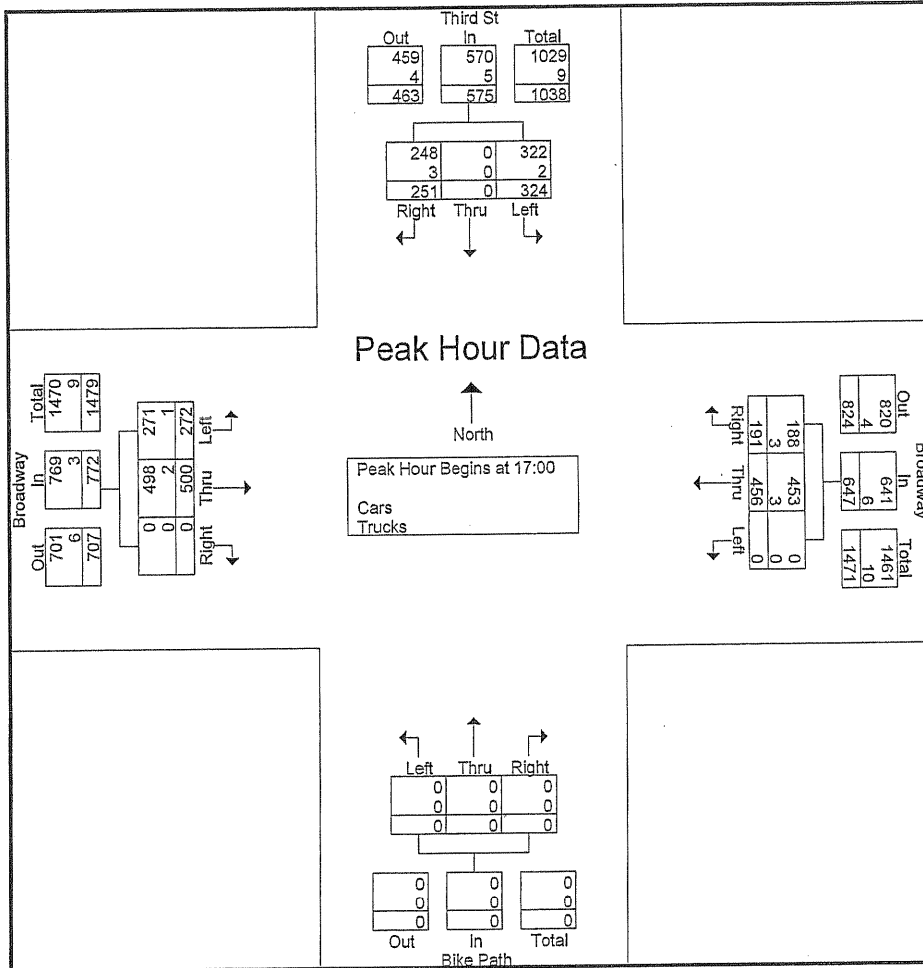 Third St
Out In Total
459 570 1029
4 5 9
463 575 1038
248 0 322
3 0 2
251 0 324
Right Thru Left
Peak Hour Data
North
Peak Hour Begins at 17:00
Cars
Trucks
Broadway
Total In Out
1470 769 701
9 3 6
1479 772 707
271 498 0
1 2 0
272 500 0
Left Thru Right
Broadway
Out In Total
820 641 1461
4 6 10
824 647 1471
188 453 0
3 3 0
191 456 0
Right Thru Left
Left Thru Right
0 0 0
0 0 0
0 0 0
0 0 0
0 0 0
0 0 0
Out In Total
Bike Path